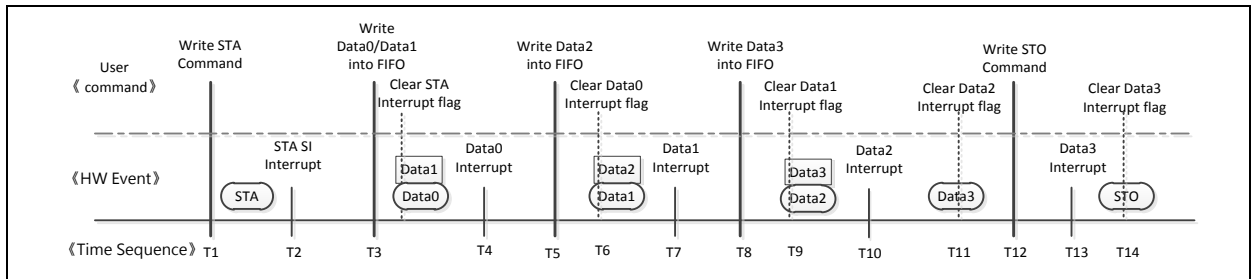 Write STA
Command
Write
Data0/Data1
into FIFO
Write Data2
into FIFO
Write Data3
into FIFO
Write STO
Command
User
《 command》
Clear STA
Interrupt flag
Clear Data0
Interrupt flag
Clear Data1
Interrupt flag
Clear Data2
Interrupt flag
Clear Data3
Interrupt flag
《HW Event》
STA SI
Interrupt
Data0
Interrupt
Data1
Interrupt
Data2
Interrupt
Data3
Interrupt
STA
Data1
Data0
Data2
Data1
Data3
Data2
Data3
STO
《Time Sequence》 T1 T2 T3 T4 T5 T6 T7 T8 T9 T10 T11 T12 T13 T14